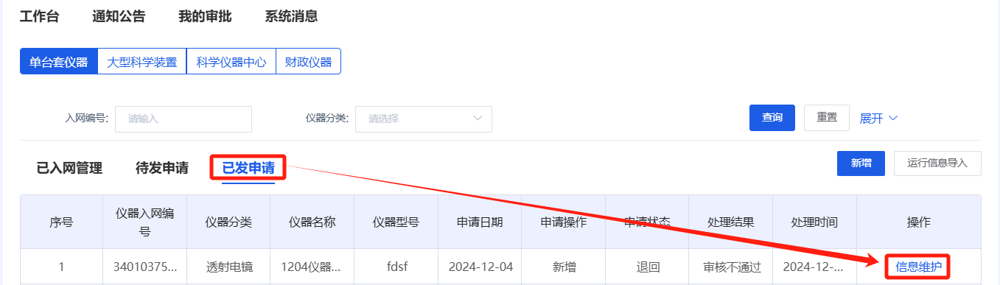 工作台 通知公告 我的审批 系统消息
单台套仪器 大型科学装置 科学仪器中心 财政仪器
入网编号: 请输入 仪器分类: 请选择 查询 重置 展开
已入网管理 待发申请 已发申请 新增 运行信息导入
序号 仪器入网编号 仪器分类 仪器名称 仪器型号 申请日期 申请操作 申请状态 处理结果 处理时间 操作
1 34010375... 透射电镜 1204仪器... fdsf 2024-12-04 新增 退回 审核不通过 2024-12-... 信息维护